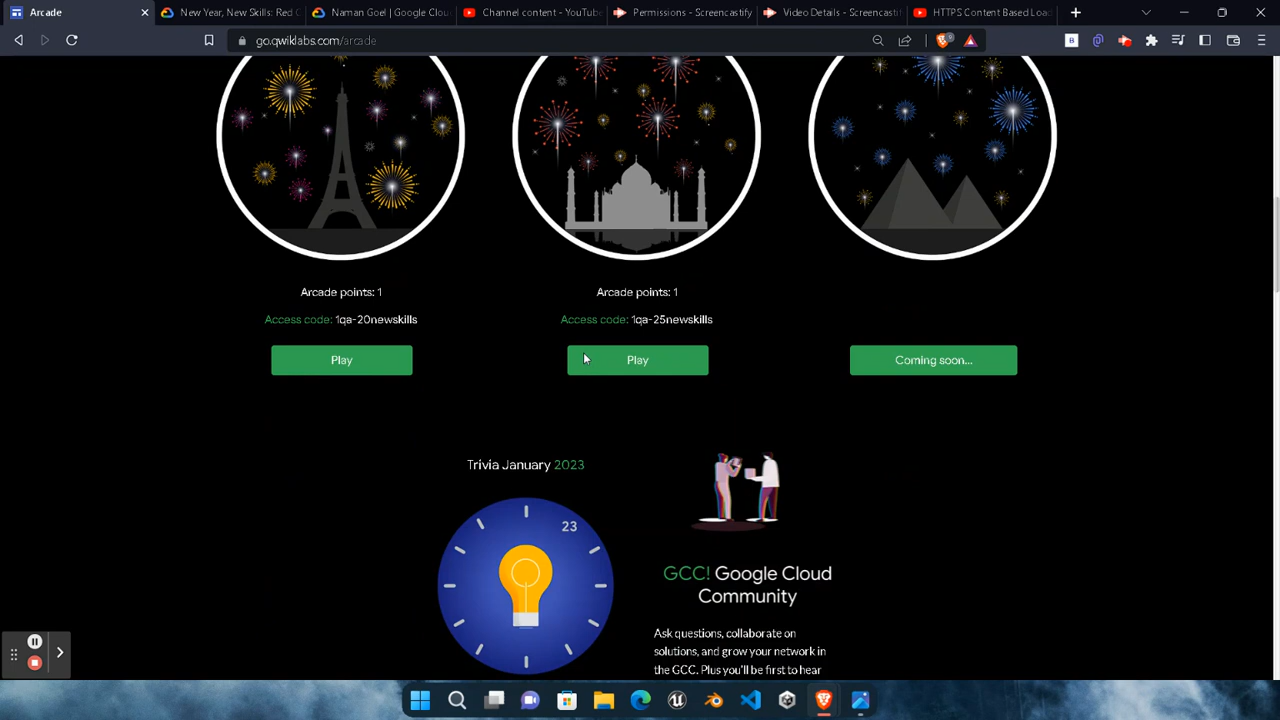 Arcade
New Year, New Skills: Red C
Naman Goel | Google Clou
Channel content - YouTube
Permissions - Screencastify
Video Details - Screencasti
HTTPS Content Based Load
go.qwiklabs.com/arcade
Arcade points: 1
Arcade points: 1
Access code: 1qa-20newskills
Access code: 1qa-25newskills
Play
Play
Coming soon...
Trivia January 2023
23
GCC! Google Cloud
Community
Ask questions, collaborate on
solutions, and grow your network in
the GCC. Plus you'll be first to hear